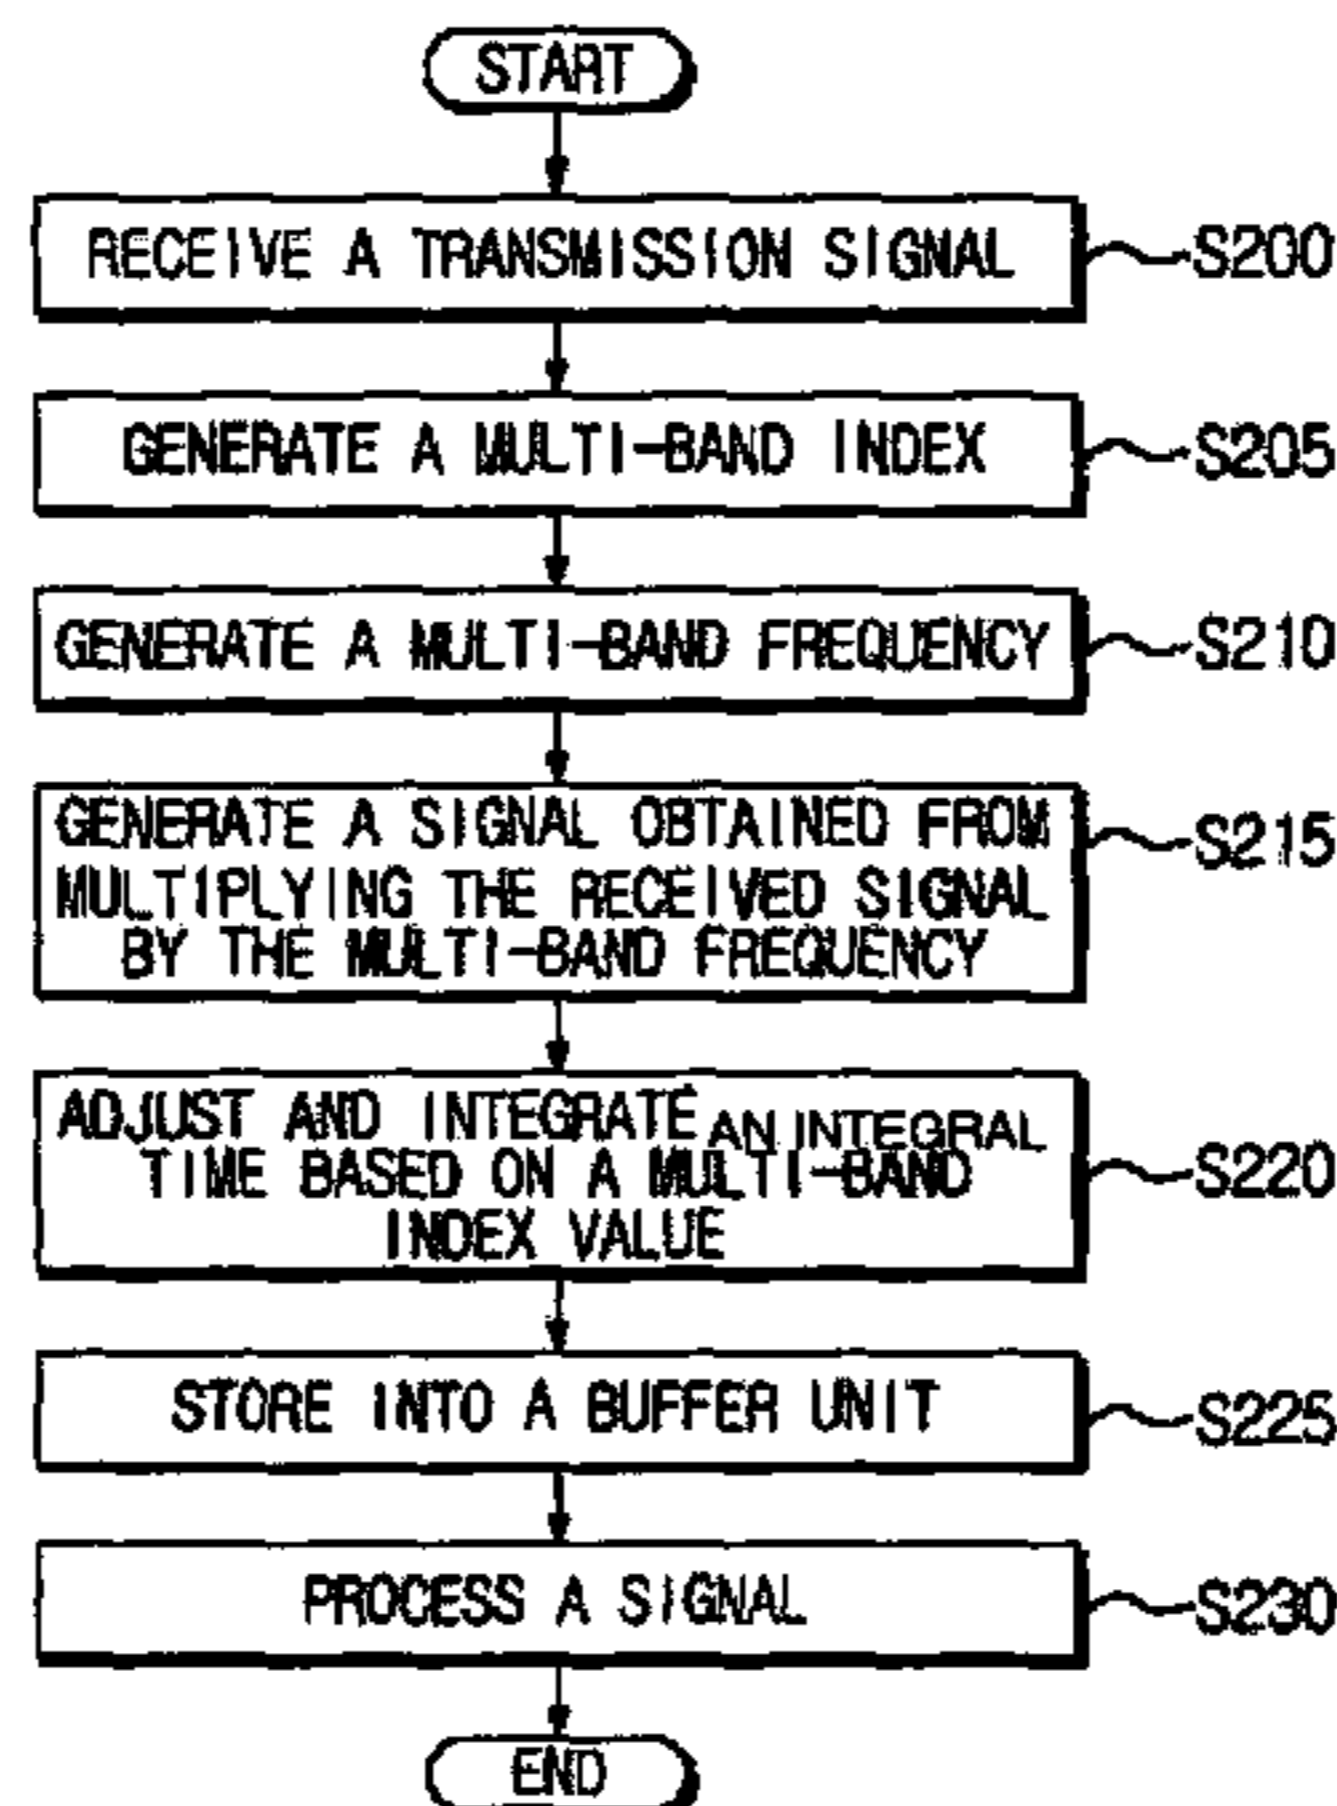 START
RECEIVE A TRANSMISSION SIGNAL
S200
GENERATE A MULTI-BAND INDEX
S205
GENERATE A MULTI-BAND FREQUENCY
S210
GENERATE A SIGNAL OBTAINED FROM
MULTIPLYING THE RECEIVED SIGNAL
BY THE MULTI-BAND FREQUENCY
S215
ADJUST AND INTEGRATE AN INTEGRAL
TIME BASED ON A MULTI-BAND
INDEX VALUE
S220
STORE INTO A BUFFER UNIT
S225
PROCESS A SIGNAL
S230
END